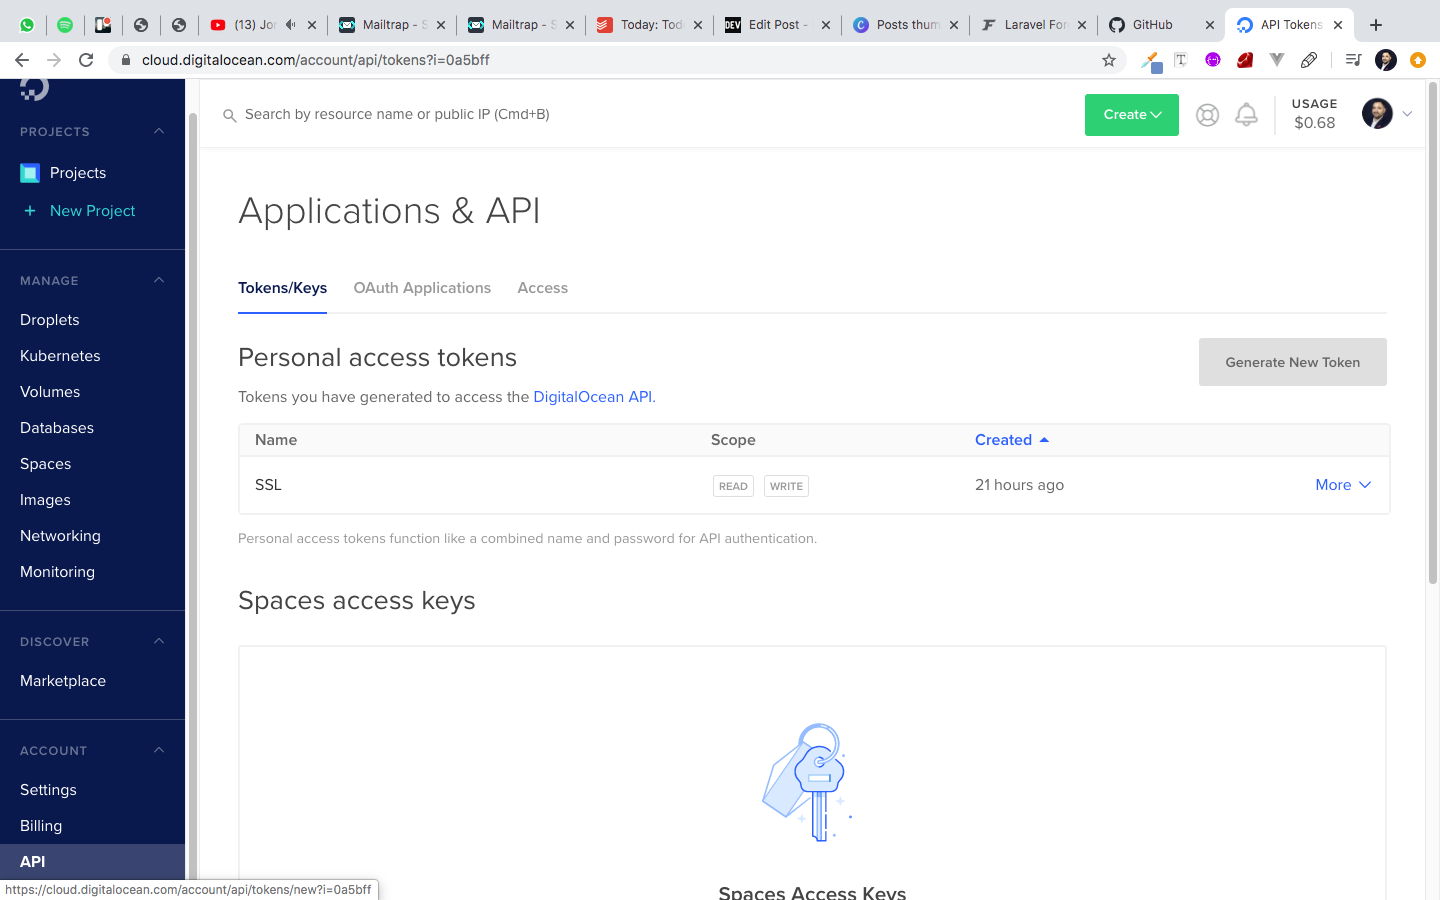 (13) Jor
Mailtrap - S
Mailtrap - S
Today: Tod
DEV
Edit Post -
Posts thum
Laravel For
GitHub
API Tokens
cloud.digitalocean.com/account/api/tokens?i=0a5bff
PROJECTS
Projects
+ New Project
MANAGE
Droplets
Kubernetes
Volumes
Databases
Spaces
Images
Networking
Monitoring
DISCOVER
Marketplace
ACCOUNT
Settings
Billing
API
https://cloud.digitalocean.com/account/api/tokens/new?i=0a5bff
Search by resource name or public IP (Cmd+B)
Create
USAGE
$0.68
Applications & API
Tokens/Keys OAuth Applications Access
Personal access tokens
Generate New Token
Tokens you have generated to access the DigitalOcean API.
Name Scope Created
SSL READ WRITE 21 hours ago More
Personal access tokens function like a combined name and password for API authentication.
Spaces access keys
Spaces Access Keys